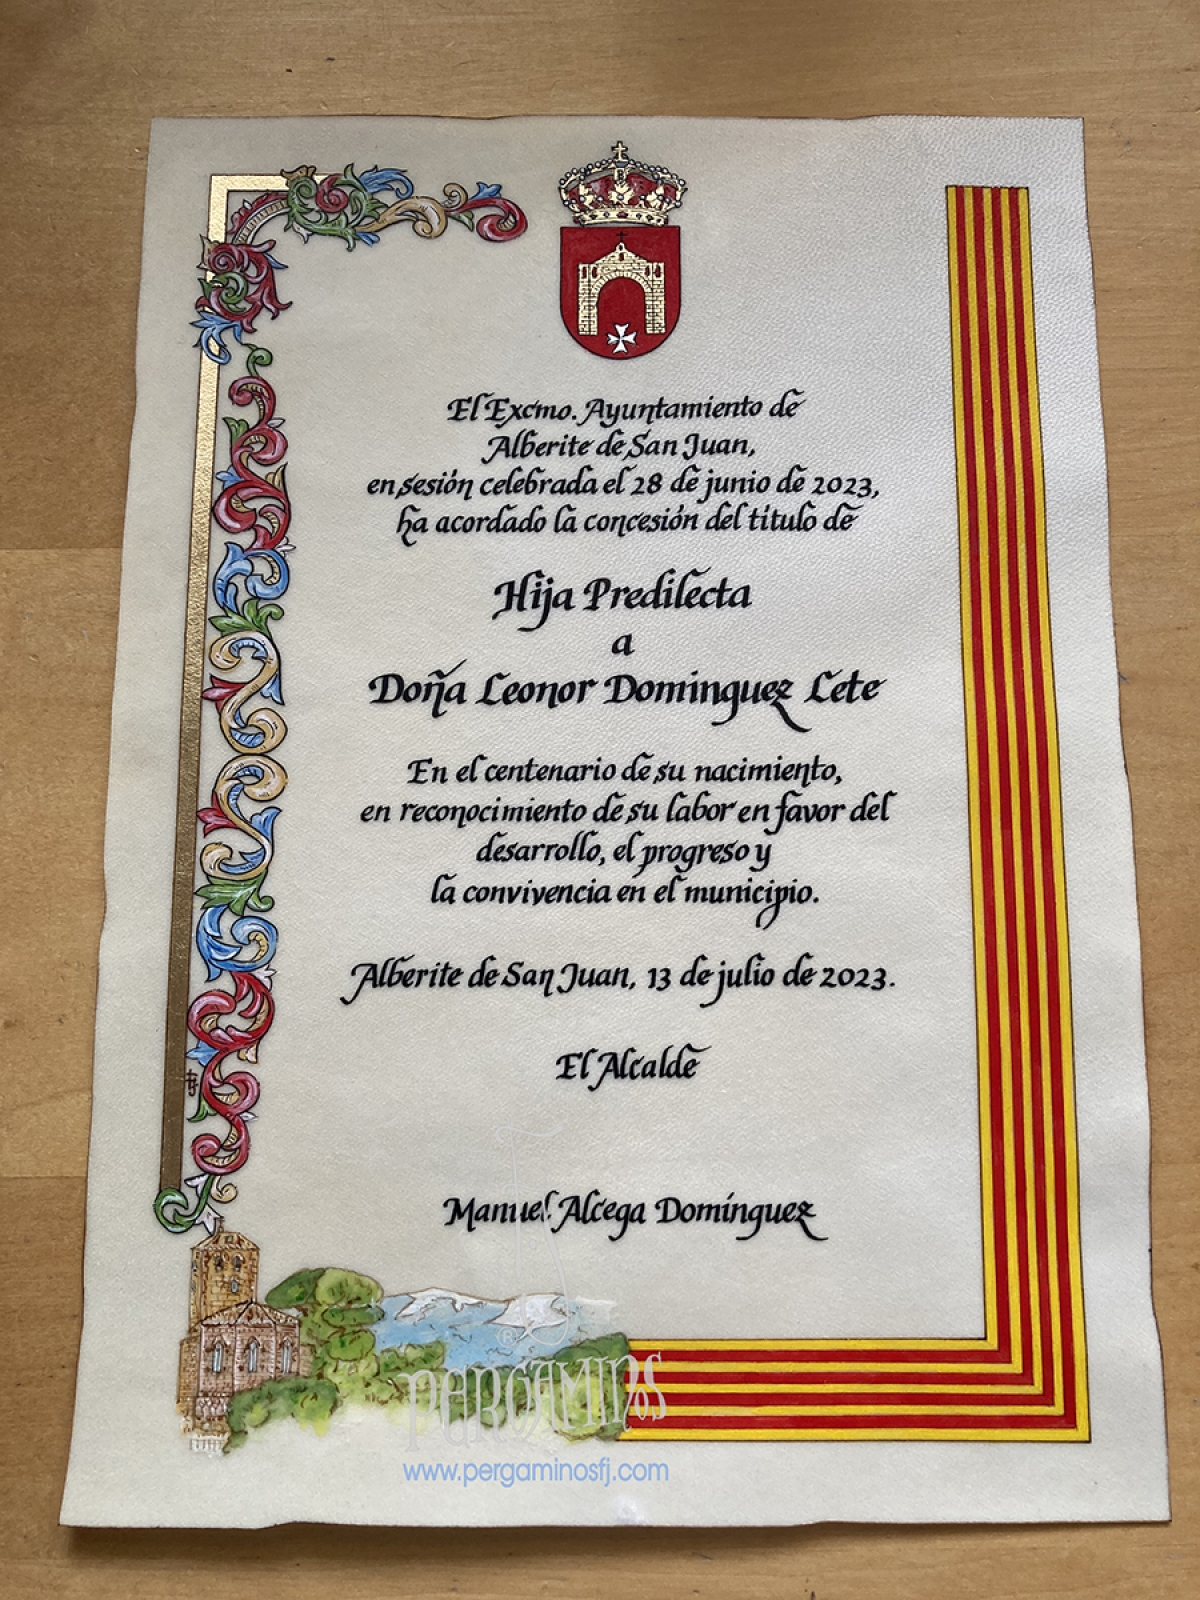 El Excmo. Ayuntamiento de
Alberite de San Juan,
en sesión celebrada el 28 de junio de 2023,
ha acordado la concesión del título de
Hija Predilecta
a
Doña Leonor Dominguez Lete
En el centenario de su nacimiento,
en reconocimiento de su labor en favor del
desarrollo, el progreso y
la convivencia en el municipio.
Alberite de San Juan, 13 de julio de 2023.
El Alcalde
Manuel Alcega Domínguez
®
PERGAMINOS
www.pergaminosfj.com